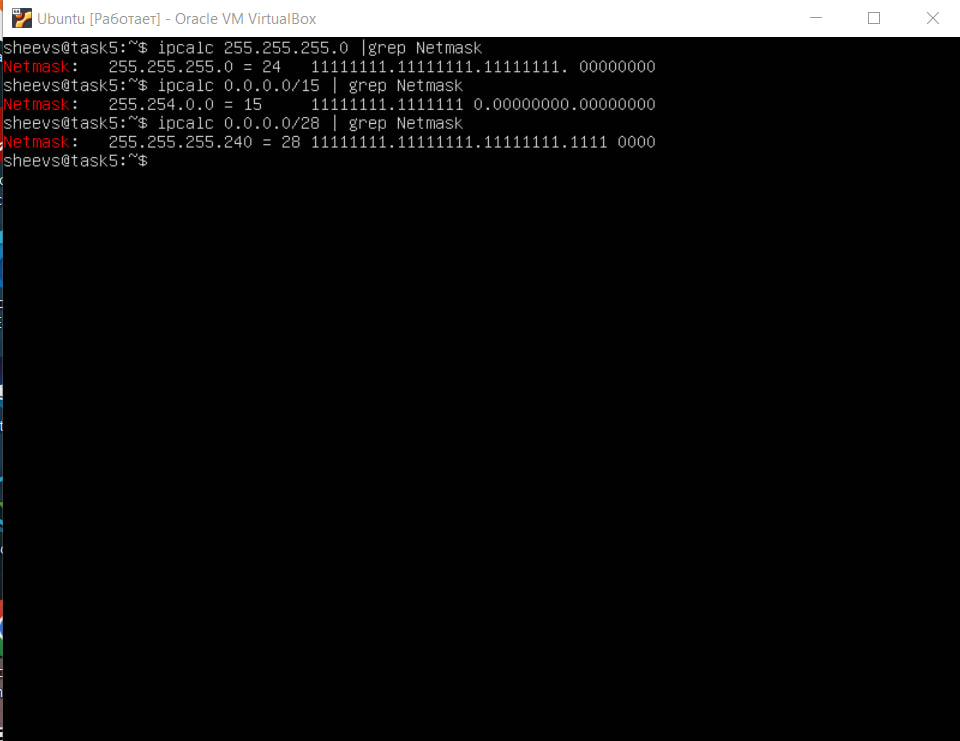 Ubuntu [Работает] - Oracle VM VirtualBox
sheevs@task5:~$ ipcalc 255.255.255.0 |grep Netmask
Netmask:   255.255.255.0 = 24   11111111.11111111.11111111. 00000000
sheevs@task5:~$ ipcalc 0.0.0.0/15 | grep Netmask
Netmask:   255.254.0.0 = 15     11111111.1111111 0.00000000.00000000
sheevs@task5:~$ ipcalc 0.0.0.0/28 | grep Netmask
Netmask:   255.255.255.240 = 28 11111111.11111111.11111111.1111 0000
sheevs@task5:~$